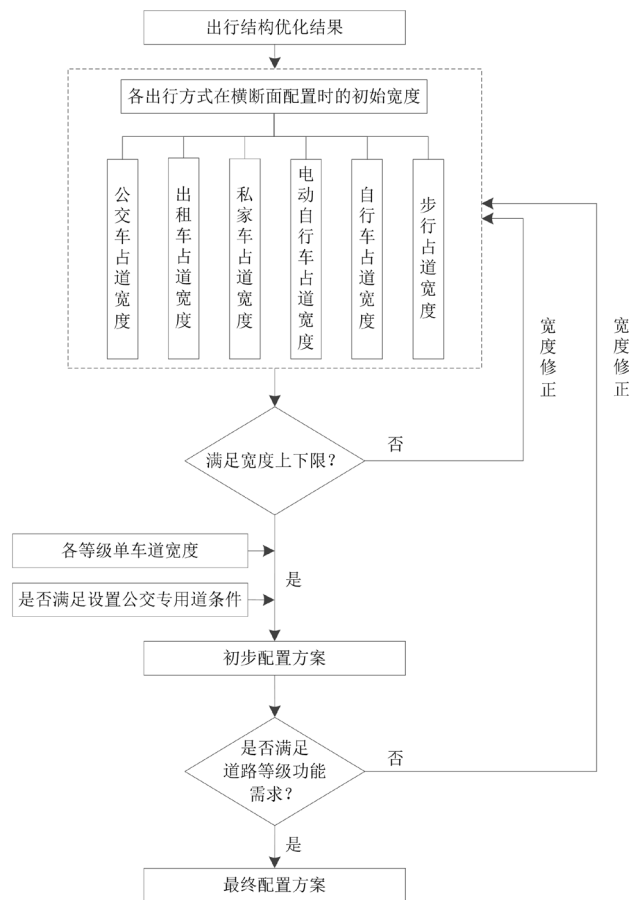 出行结构优化结果
各出行方式在横断面配置时的初始宽度
公交车占道宽度
出租车占道宽度
私家车占道宽度
电动自行车占道宽度
自行车占道宽度
步行占道宽度
宽度修正
宽度修正
满足宽度上下限?
否
各等级单车道宽度
是
是否满足设置公交专用道条件
初步配置方案
是否满足
道路等级功能
需求?
否
是
最终配置方案